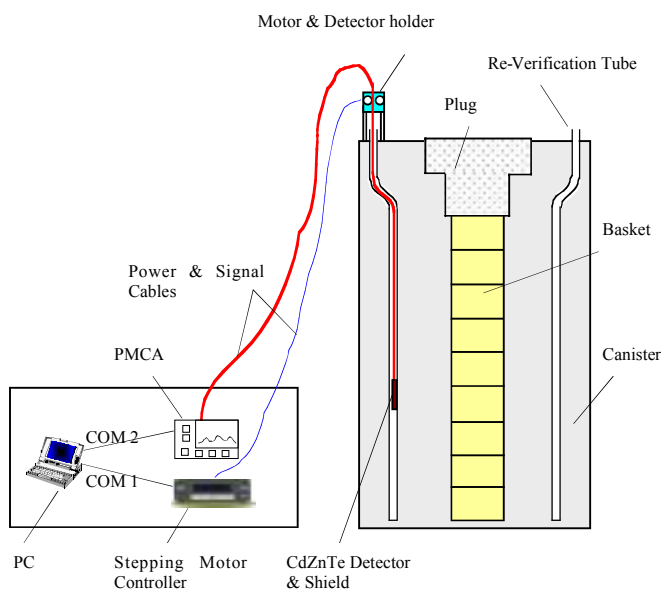 Motor & Detector holder
Re-Verification Tube
Plug
Basket
Power & Signal
Cables
PMCA
Canister
COM 2
COM 1
PC
Stepping Motor
Controller
CdZnTe Detector
& Shield